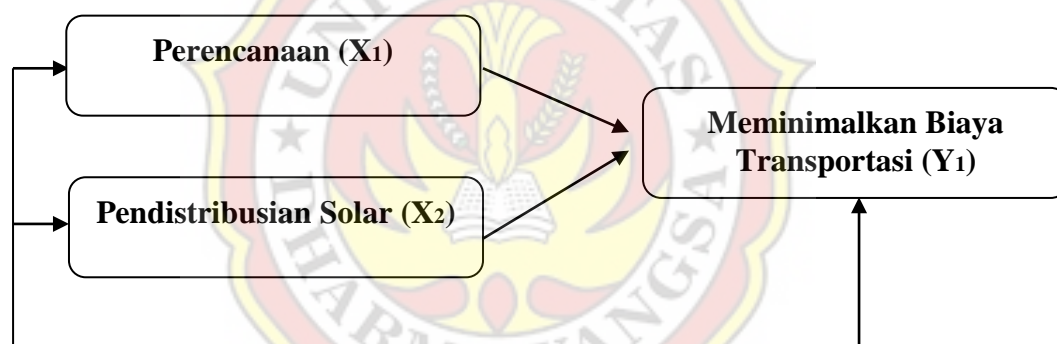 Perencanaan (X1)
Meminimalkan Biaya
Transportasi (Y1)
Pendistribusian Solar (X2)